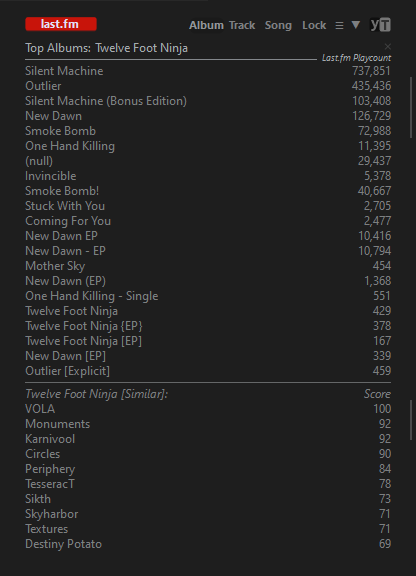 last.fm Album Track Song Lock yT
Top Albums: Twelve Foot Ninja
Last.fm Playcount
Silent Machine 737,851
Outlier 435,436
Silent Machine (Bonus Edition) 103,408
New Dawn 126,729
Smoke Bomb 72,988
One Hand Killing 11,395
(null) 29,437
Invincible 5,378
Smoke Bomb! 40,667
Stuck With You 2,705
Coming For You 2,477
New Dawn EP 10,416
New Dawn - EP 10,794
Mother Sky 454
New Dawn (EP) 1,368
One Hand Killing - Single 551
Twelve Foot Ninja 429
Twelve Foot Ninja {EP} 378
Twelve Foot Ninja [EP] 167
New Dawn [EP] 339
Outlier [Explicit] 459
Twelve Foot Ninja [Similar]: Score
VOLA 100
Monuments 92
Karnivool 92
Circles 90
Periphery 84
TesseracT 78
Sikth 73
Skyharbor 71
Textures 71
Destiny Potato 69